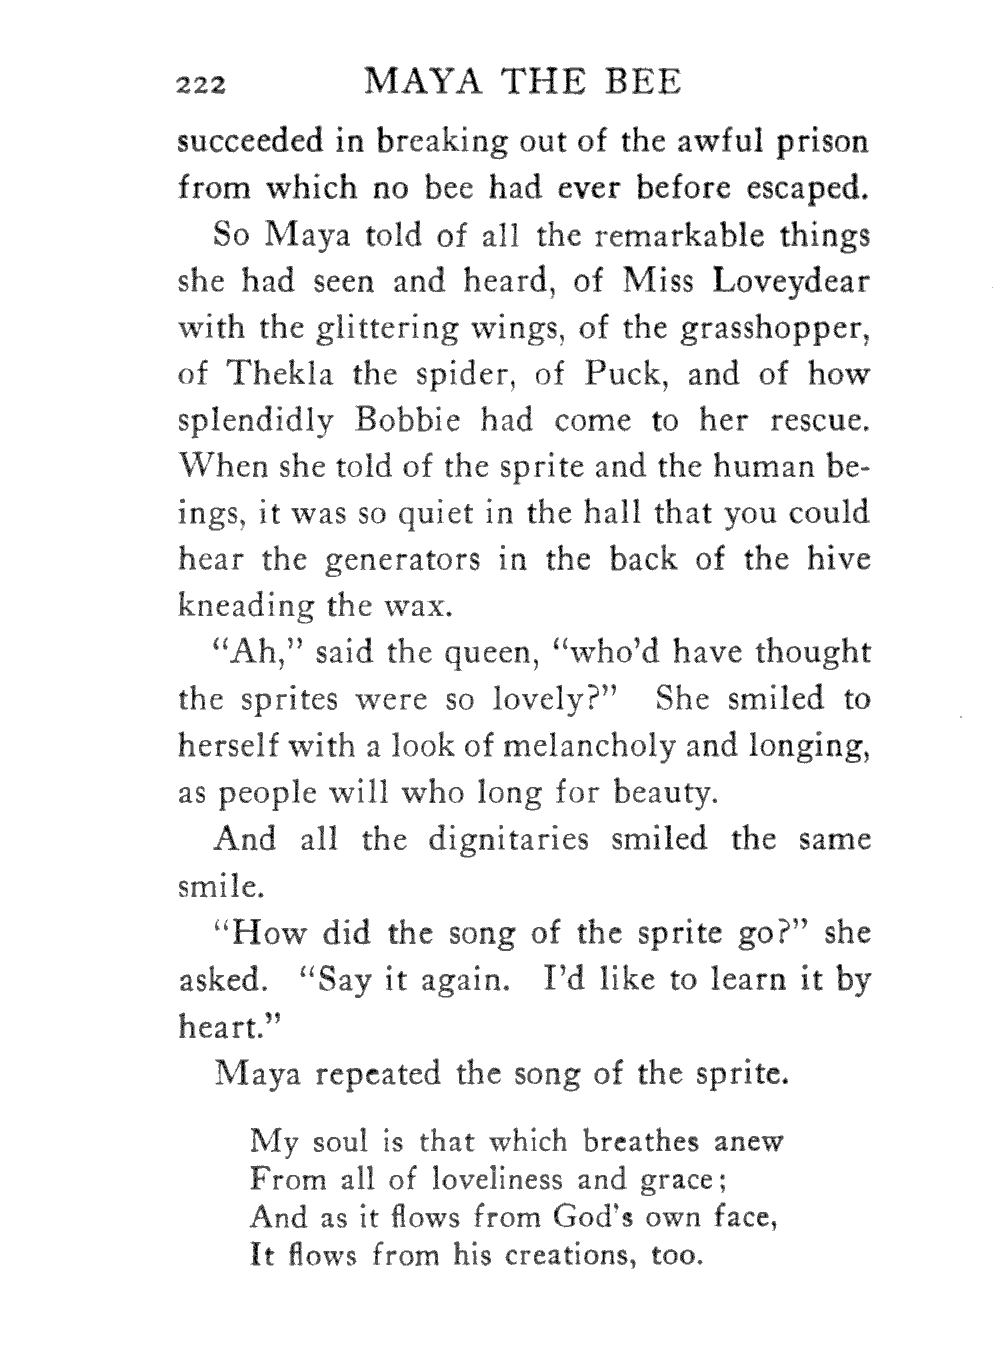 222 MAYA THE BEE
succeeded in breaking out of the awful prison
from which no bee had ever before escaped.
So Maya told of all the remarkable things
she had seen and heard, of Miss Loveydear
with the glittering wings, of the grasshopper,
of Thekla the spider, of Puck, and of how
splendidly Bobbie had come to her rescue.
When she told of the sprite and the human be-
ings, it was so quiet in the hall that you could
hear the generators in the back of the hive
kneading the wax.
“Ah,” said the queen, “who’d have thought
the sprites were so lovely?” She smiled to
herself with a look of melancholy and longing,
as people will who long for beauty.
And all the dignitaries smiled the same
smile.
“How did the song of the sprite go?” she
asked. “Say it again. I’d like to learn it by
heart.”
Maya repeated the song of the sprite.
My soul is that which breathes anew
From all of loveliness and grace;
And as it flows from God's own face,
It flows from his creations, too.